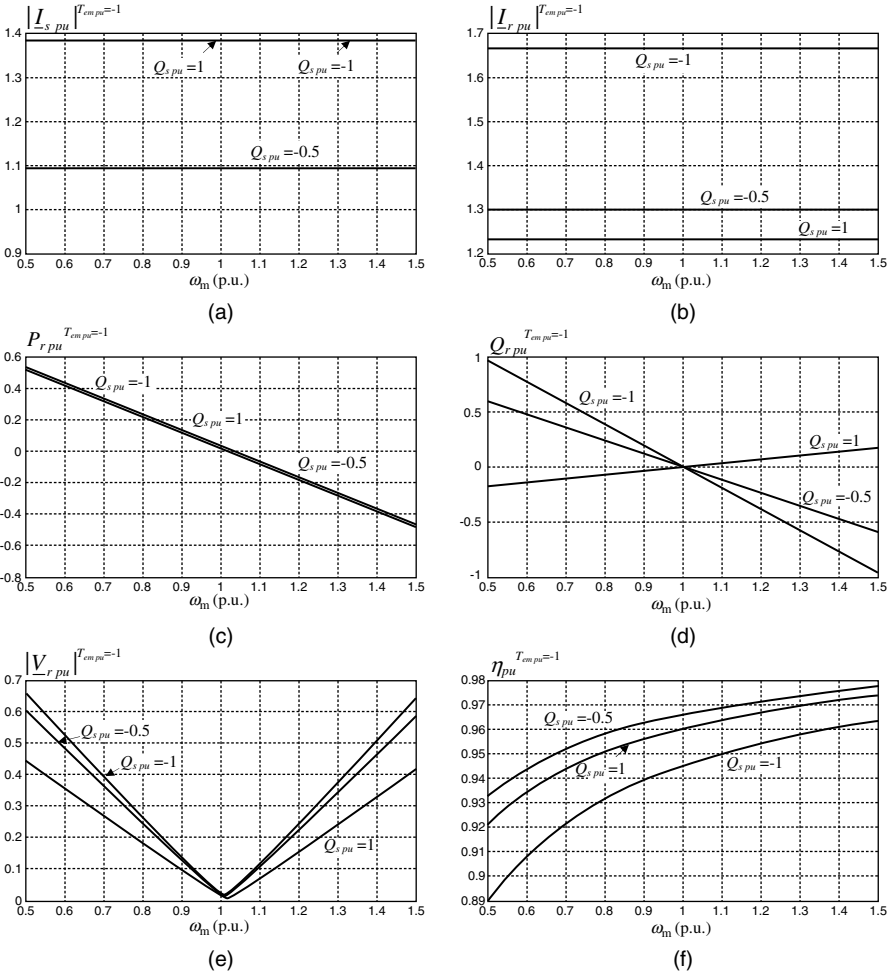 |I_s pu|^T_em pu=-1
1.4
1.3
1.2
1.1
1
0.9
Q_s pu=1
Q_s pu=-1
Q_s pu=-0.5
0.5 0.6 0.7 0.8 0.9 1 1.1 1.2 1.3 1.4 1.5
ω_m (p.u.)
(a)
|I_r pu|^T_em pu=-1
1.7
1.6
1.5
1.4
1.3
1.2
Q_s pu=-1
Q_s pu=-0.5
Q_s pu=1
0.5 0.6 0.7 0.8 0.9 1 1.1 1.2 1.3 1.4 1.5
ω_m (p.u.)
(b)
P_r pu^T_em pu=-1
0.6
0.4
0.2
0
-0.2
-0.4
-0.6
-0.8
Q_s pu=-1
Q_s pu=1
Q_s pu=-0.5
0.5 0.6 0.7 0.8 0.9 1 1.1 1.2 1.3 1.4 1.5
ω_m (p.u.)
(c)
Q_r pu^T_em pu=-1
1
0.5
0
-0.5
-1
Q_s pu=-1
Q_s pu=1
Q_s pu=-0.5
0.5 0.6 0.7 0.8 0.9 1 1.1 1.2 1.3 1.4 1.5
ω_m (p.u.)
(d)
|V_r pu|^T_em pu=-1
0.7
0.6
0.5
0.4
0.3
0.2
0.1
0
Q_s pu=-0.5
Q_s pu=-1
Q_s pu=1
0.5 0.6 0.7 0.8 0.9 1 1.1 1.2 1.3 1.4 1.5
ω_m (p.u.)
(e)
η_pu^T_em pu=-1
0.98
0.97
0.96
0.95
0.94
0.93
0.92
0.91
0.9
0.89
Q_s pu=-0.5
Q_s pu=1
Q_s pu=-1
0.5 0.6 0.7 0.8 0.9 1 1.1 1.2 1.3 1.4 1.5
ω_m (p.u.)
(f)